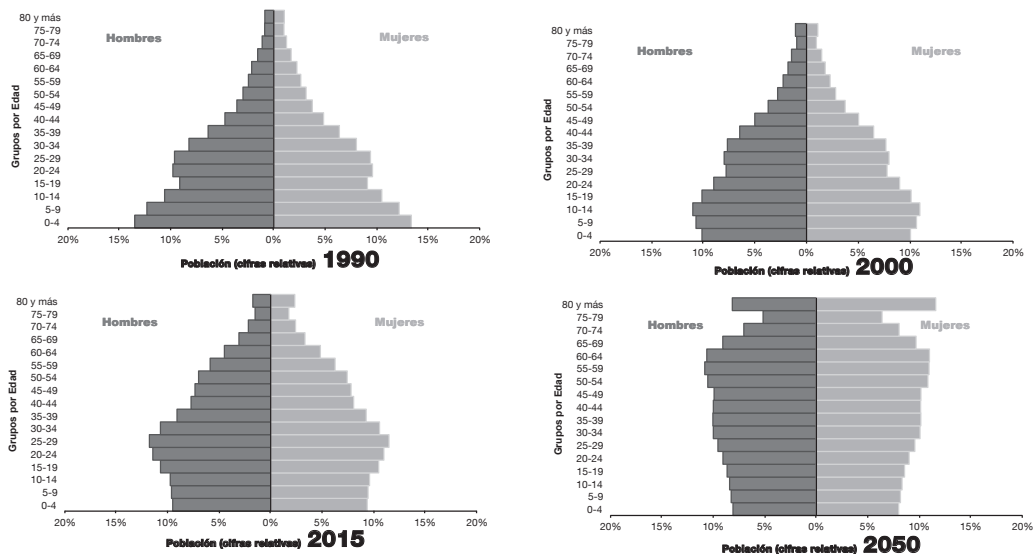 80 y más
75-79
70-74
65-69
60-64
55-59
50-54
45-49
40-44
35-39
30-34
25-29
20-24
15-19
10-14
5-9
0-4
Grupos por Edad
Hombres
Mujeres
20% 15% 10% 5% 0% 5% 10% 15% 20%
Población (cifras relativas) 1990
80 y más
75-79
70-74
65-69
60-64
55-59
50-54
45-49
40-44
35-39
30-34
25-29
20-24
15-19
10-14
5-9
0-4
Grupos por Edad
Hombres
Mujeres
20% 15% 10% 5% 0% 5% 10% 15% 20%
Población (cifras relativas) 2000
80 y más
75-79
70-74
65-69
60-64
55-59
50-54
45-49
40-44
35-39
30-34
25-29
20-24
15-19
10-14
5-9
0-4
Grupos por Edad
Hombres
Mujeres
20% 15% 10% 5% 0% 5% 10% 15% 20%
Población (cifras relativas) 2015
80 y más
75-79
70-74
65-69
60-64
55-59
50-54
45-49
40-44
35-39
30-34
25-29
20-24
15-19
10-14
5-9
0-4
Grupos por Edad
Hombres
Mujeres
20% 15% 10% 5% 0% 5% 10% 15% 20%
Población (cifras relativas) 2050